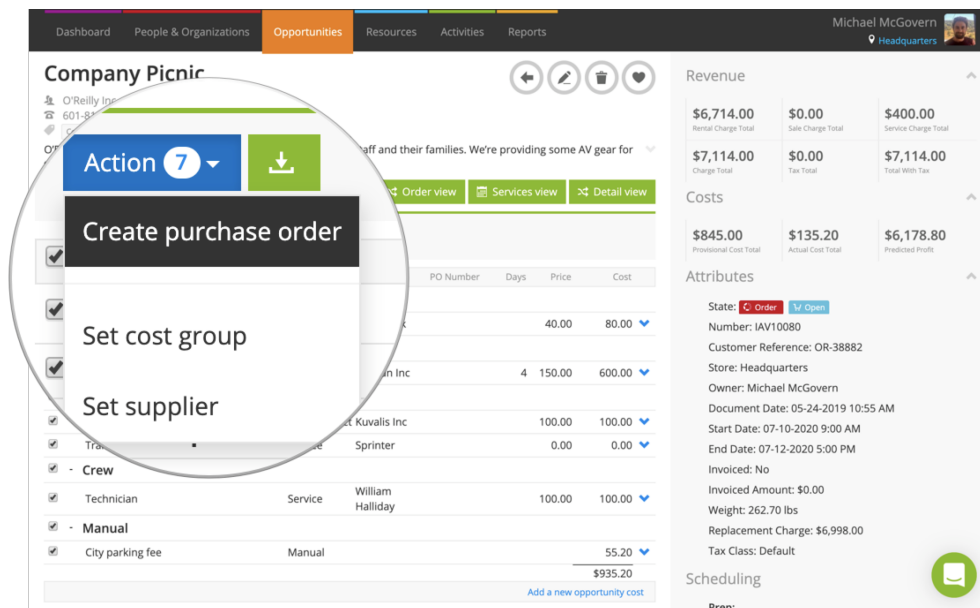 Dashboard People & Organizations Opportunities Resources Activities Reports
Michael McGovern
Headquarters
Company Picnic
O'Reilly Inc
601-8
aff and their families. We're providing some AV gear for
Action 7
Order view Services view Detail view
Create purchase order
Set cost group
Set supplier
PO Number Days Price Cost
40.00 80.00
Inc 4 150.00 600.00
Kuvalis Inc 100.00 100.00
Sprinter 0.00 0.00
- Crew
Technician Service William Halliday 100.00 100.00
- Manual
City parking fee Manual 55.20
$935.20
Add a new opportunity cost
Revenue
$6,714.00 $0.00 $400.00
Rental Charge Total Sale Charge Total Service Charge Total
$7,114.00 $0.00 $7,114.00
Charge Total Tax Total Total With Tax
Costs
$845.00 $135.20 $6,178.80
Provisional Cost Total Actual Cost Total Predicted Profit
Attributes
State: Order Open
Number: IAV10080
Customer Reference: OR-38882
Store: Headquarters
Owner: Michael McGovern
Document Date: 05-24-2019 10:55 AM
Start Date: 07-10-2020 9:00 AM
End Date: 07-12-2020 5:00 PM
Invoiced: No
Invoiced Amount: $0.00
Weight: 262.70 lbs
Replacement Charge: $6,998.00
Tax Class: Default
Scheduling
Prep: